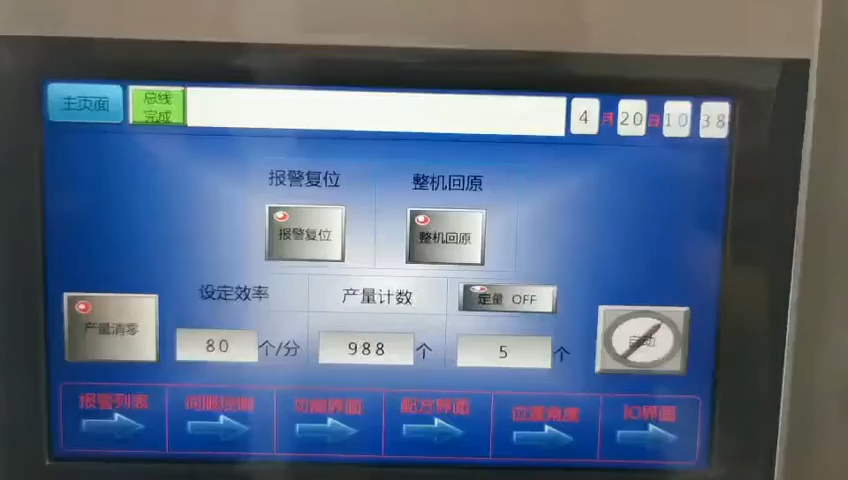 主页面
总线
完成
4 月 20 日 10 38
报警复位 整机回原
报警复位 整机回原
设定效率 产量计数 定量 OFF
产量清零 自动
80 个/分 988 个 5 个
报警列表 伺服控制 功能界面 配方界面 位置角度 IO界面